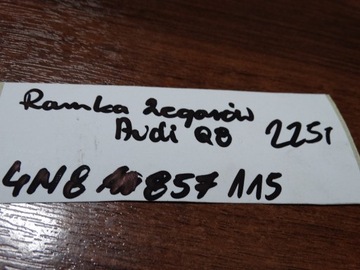 Ramka zegarów
Audi Q8 2251
4N8 857 115